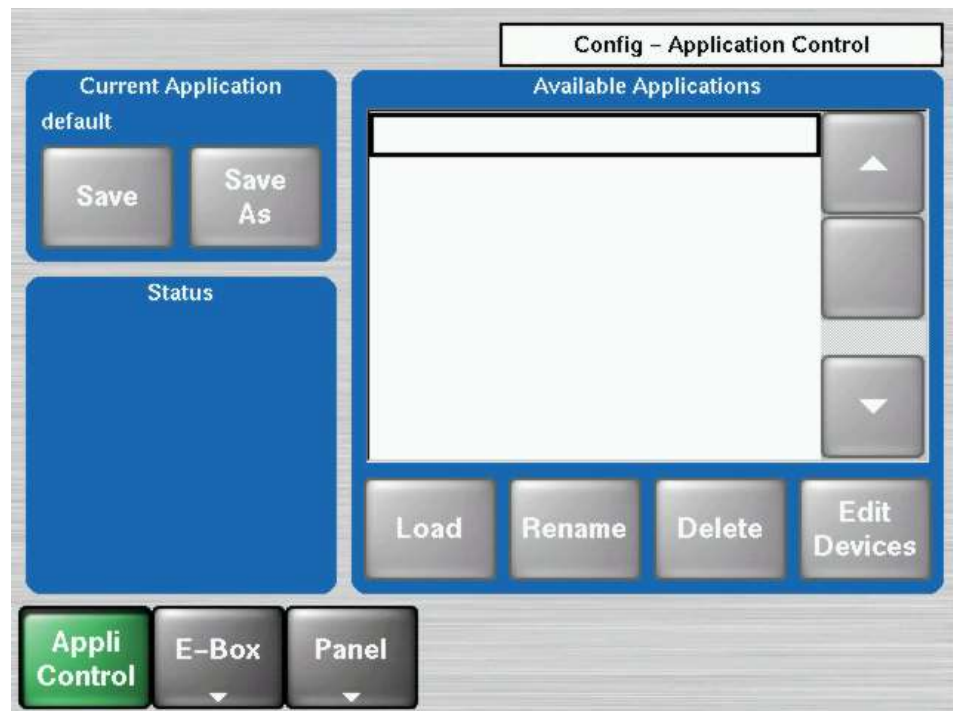 Config – Application Control
Current Application
default
Save
Save
As
Status
Available Applications
Load
Rename
Delete
Edit
Devices
Appli
Control
E–Box
Panel